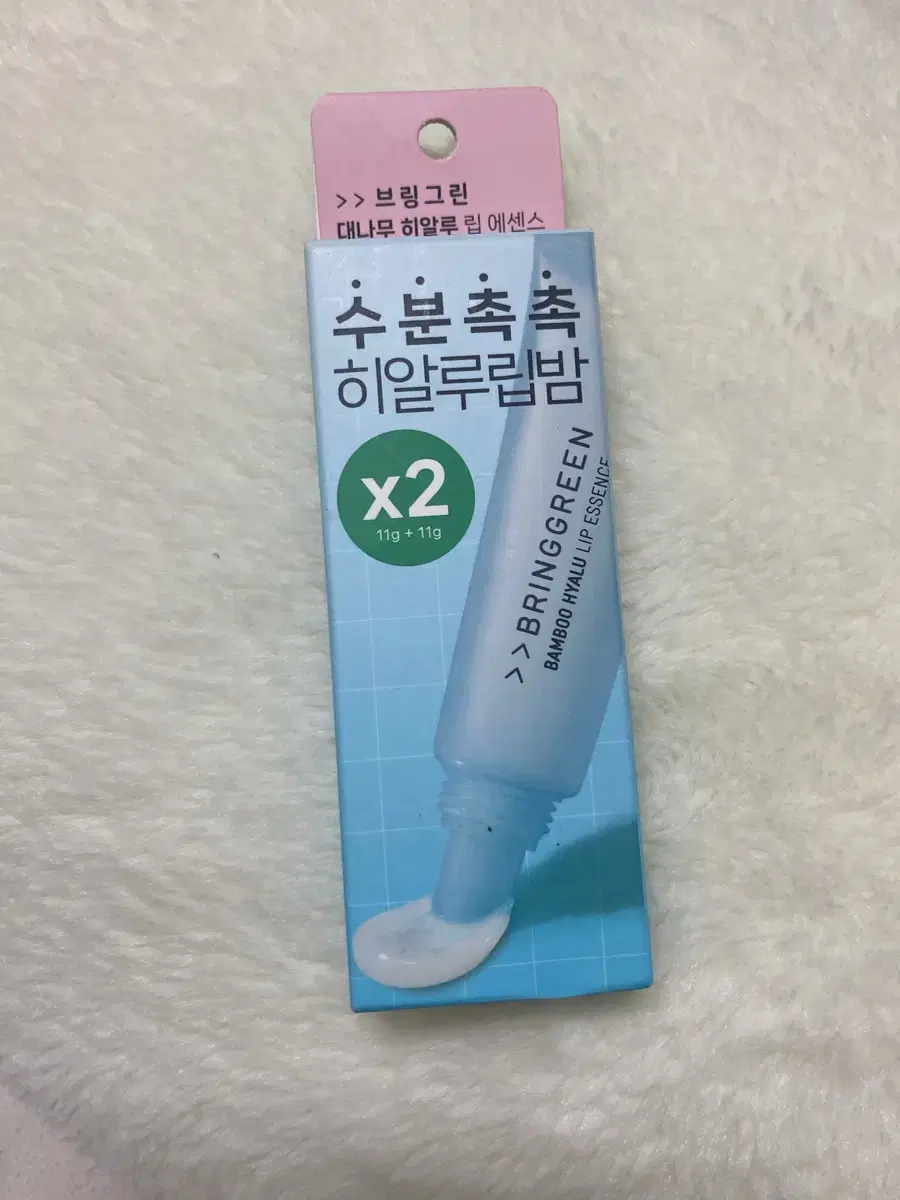 >> 브링그린
대나무 히알루 립 에센스
수분촉촉
히알루립밤
x2
11g + 11g
>>BRINGGREEN
BAMBOO HYALU LIP ESSENCE